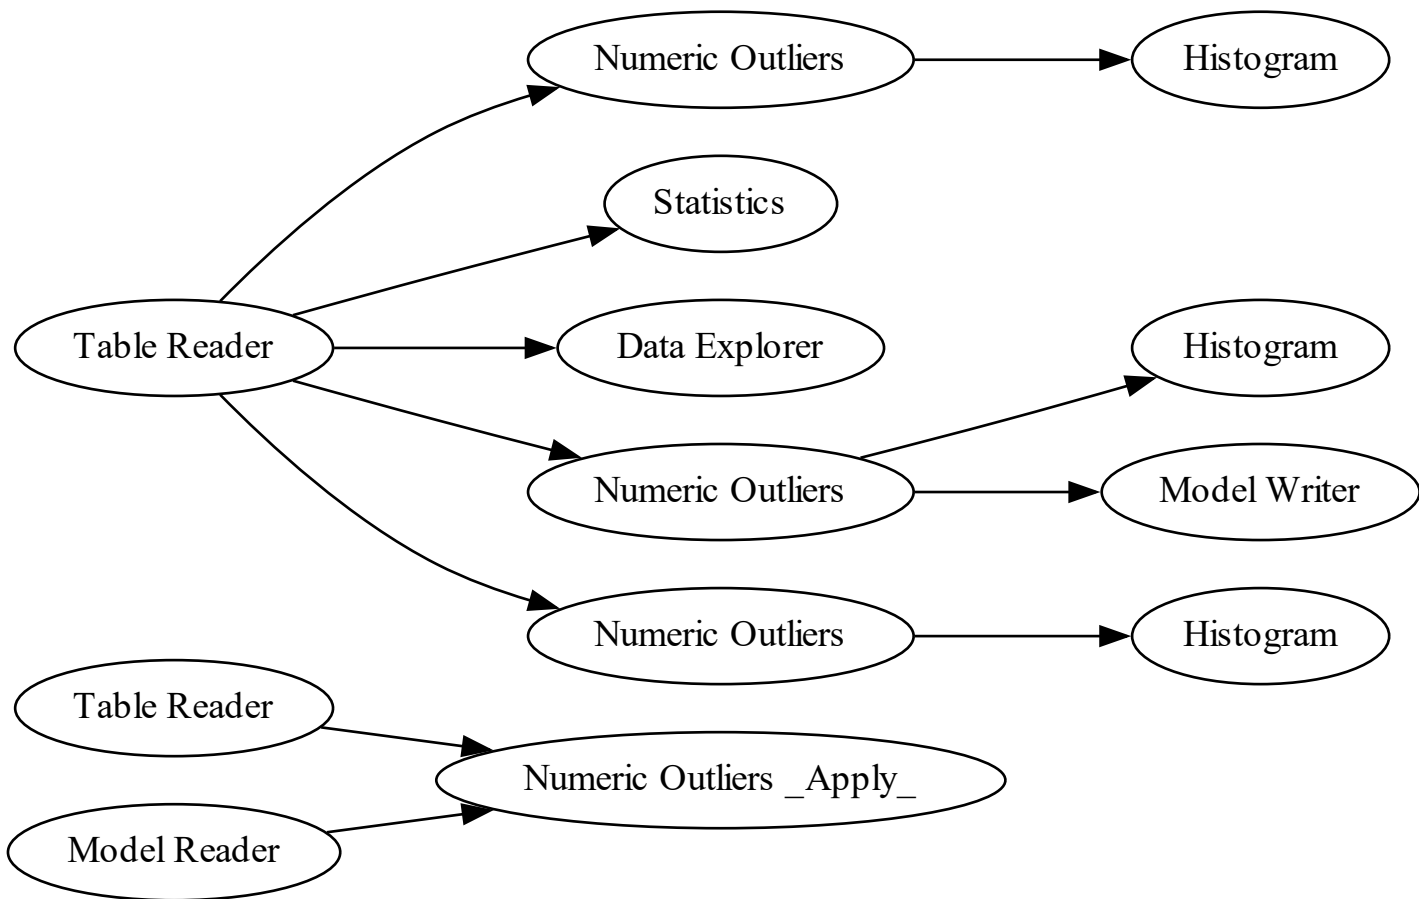 Numeric Outliers
Histogram
Statistics
Table Reader
Data Explorer
Histogram
Numeric Outliers
Model Writer
Numeric Outliers
Histogram
Table Reader
Numeric Outliers _Apply_
Model Reader